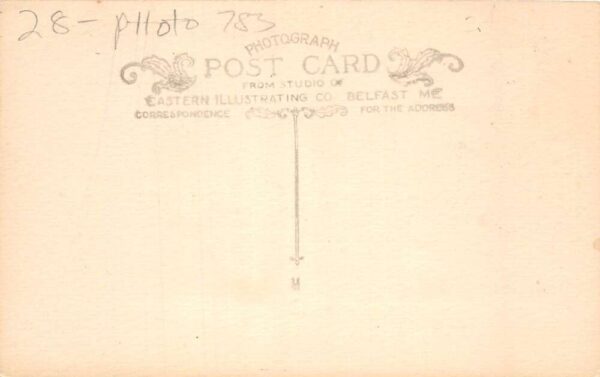 28- PHOto 783
PHOTOGRAPH
POST CARD
FROM STUDIO OF
EASTERN ILLUSTRATING CO. BELFAST ME
CORRESPONDENCE FOR THE ADDRESS